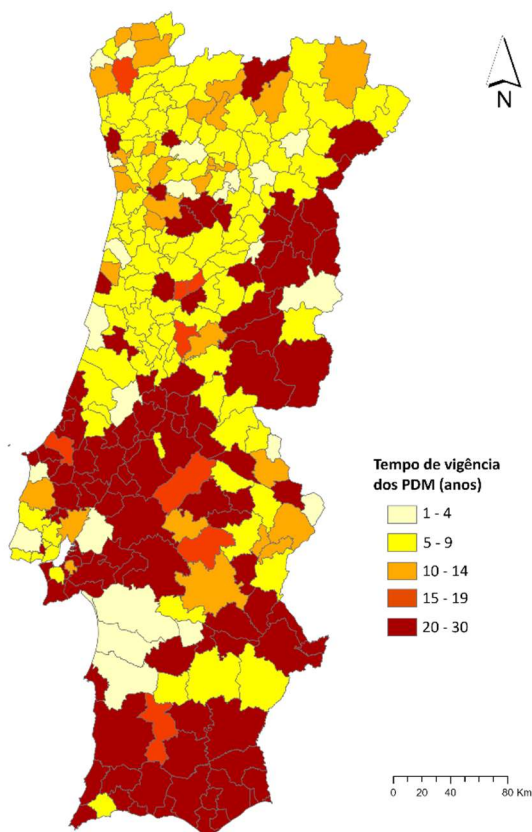 N
Tempo de vigência
dos PDM (anos)
1 - 4
5 - 9
10 - 14
15 - 19
20 - 30
0 20 40 80 Km